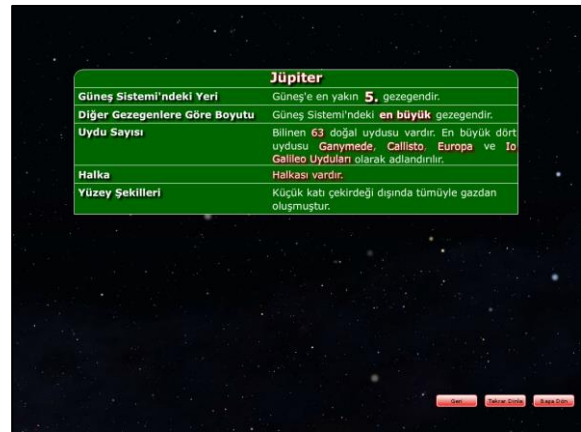 Jüpiter
Güneş Sistemi'ndeki Yeri
Güneş'e en yakın 5. gezegendir.
Diğer Gezegenlere Göre Boyutu
Güneş Sistemi'ndeki en büyük gezegendir.
Uydu Sayısı
Bilinen 63 doğal uydusu vardır. En büyük dört
uydusu Ganymede, Callisto, Europa ve Io
Galileo Uyduları olarak adlandırılır.
Halka
Halkası vardır.
Yüzey Şekilleri
Küçük katı çekirdeği dışında tümüyle gazdan
oluşmuştur.
Geri
Tekrar Dinle
Başa Dön